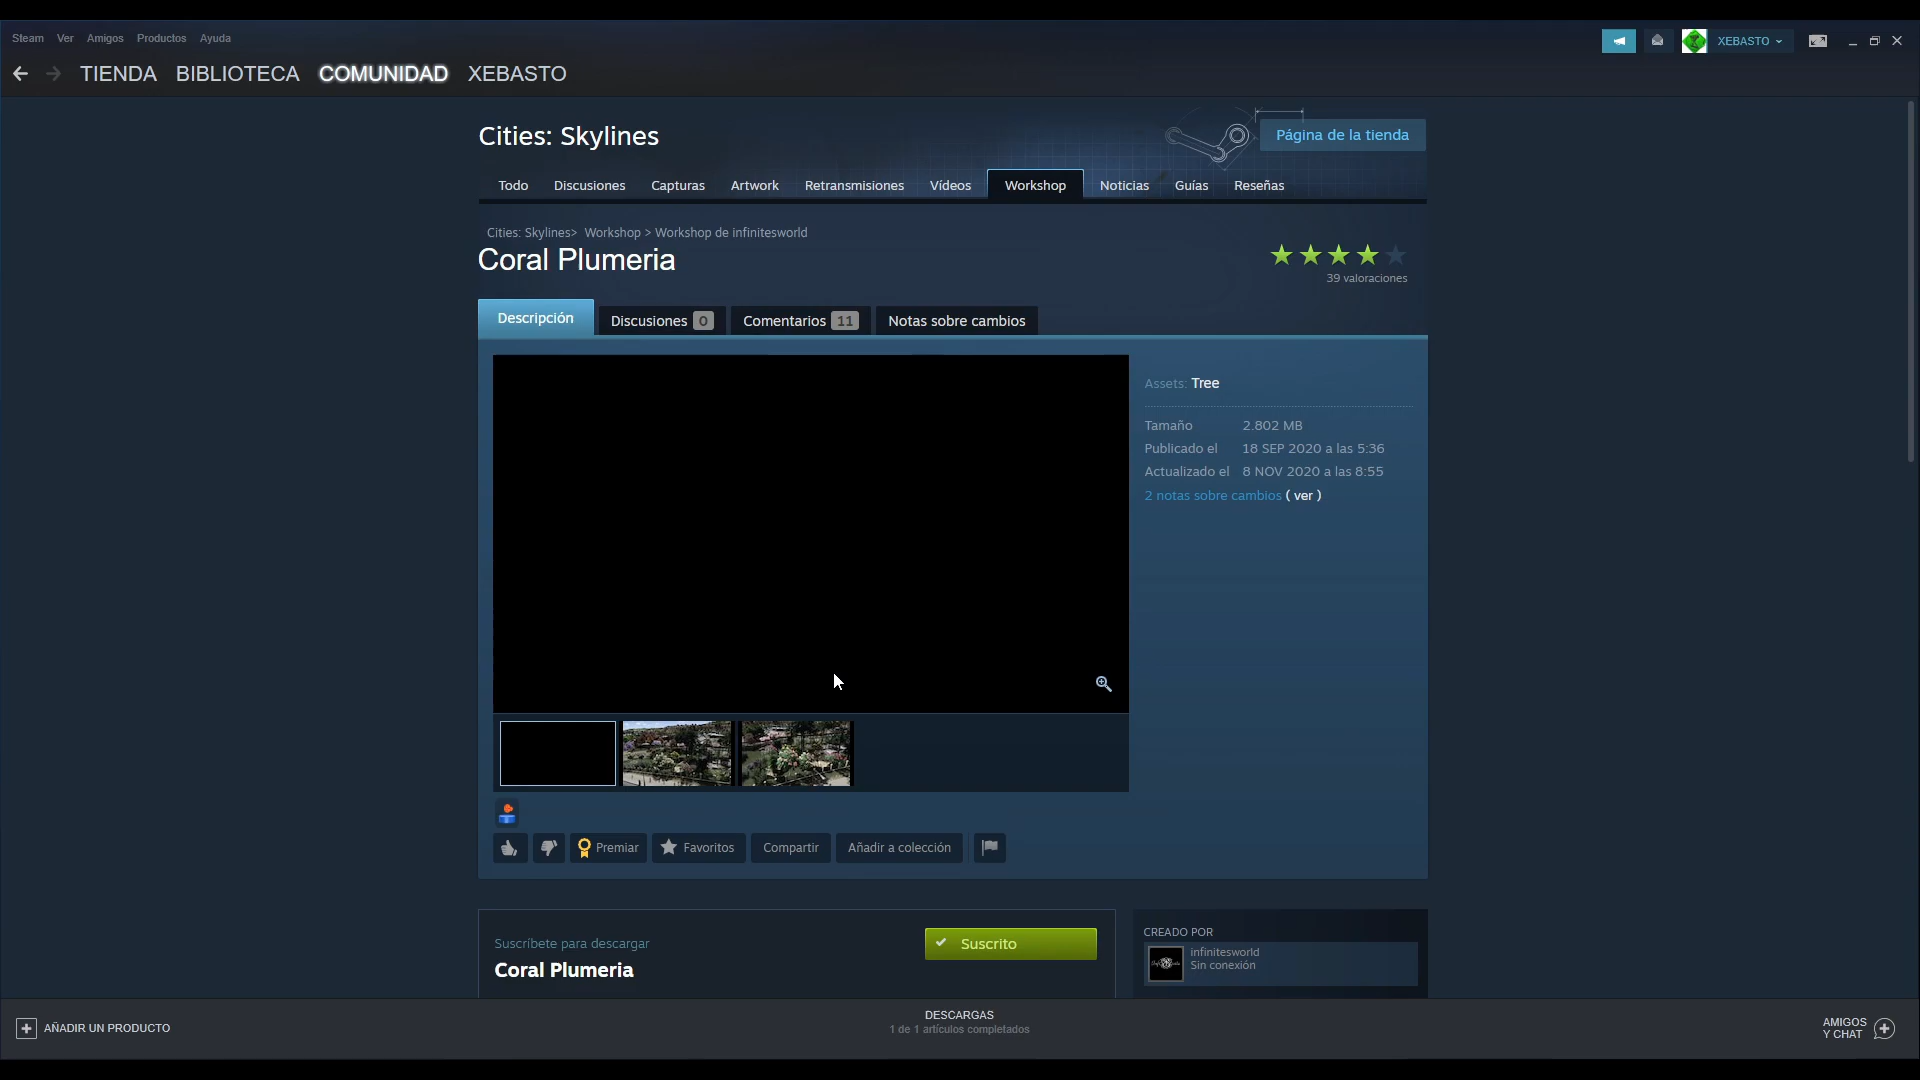 Steam Ver Amigos Productos Ayuda
XEBASTO
TIENDA BIBLIOTECA COMUNIDAD XEBASTO
Cities: Skylines
Página de la tienda
Todo Discusiones Capturas Artwork Retransmisiones Vídeos Workshop Noticias Guías Reseñas
Cities: Skylines> Workshop > Workshop de infinitesworld
Coral Plumeria
39 valoraciones
Descripción Discusiones 0 Comentarios 11 Notas sobre cambios
Assets: Tree
Tamaño 2.802 MB
Publicado el 18 SEP 2020 a las 5:36
Actualizado el 8 NOV 2020 a las 8:55
2 notas sobre cambios ( ver )
Premiar Favoritos Compartir Añadir a colección
Suscríbete para descargar
Coral Plumeria
Suscrito
CREADO POR
infinitesworld
Sin conexión
AÑADIR UN PRODUCTO
DESCARGAS
1 de 1 artículos completados
AMIGOS
Y CHAT